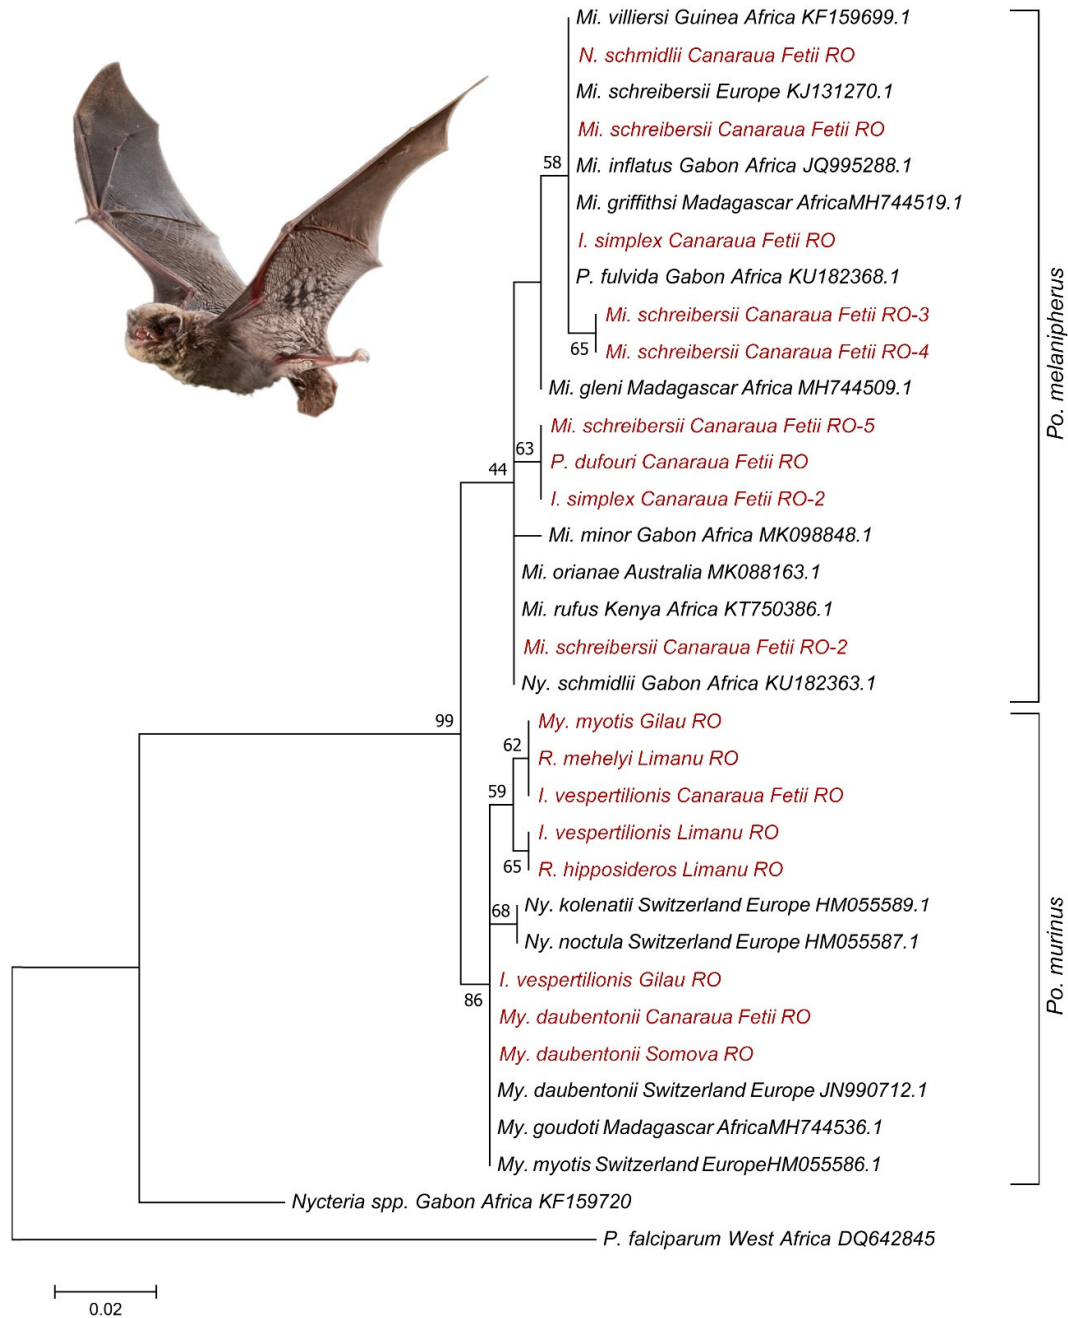 Mi. villiersi Guinea Africa KF159699.1
N. schmidlii Canaraua Fetii RO
Mi. schreibersii Europe KJ131270.1
Mi. schreibersii Canaraua Fetii RO
58
Mi. inflatus Gabon Africa JQ995288.1
Mi. griffithsi Madagascar AfricaMH744519.1
I. simplex Canaraua Fetii RO
P. fulvida Gabon Africa KU182368.1
Mi. schreibersii Canaraua Fetii RO-3
65
Mi. schreibersii Canaraua Fetii RO-4
Po. melanipherus
Mi. gleni Madagascar Africa MH744509.1
Mi. schreibersii Canaraua Fetii RO-5
63
44
P. dufouri Canaraua Fetii RO
I. simplex Canaraua Fetii RO-2
Mi. minor Gabon Africa MK098848.1
Mi. orianae Australia MK088163.1
Mi. rufus Kenya Africa KT750386.1
Mi. schreibersii Canaraua Fetii RO-2
Ny. schmidlii Gabon Africa KU182363.1
99
My. myotis Gilau RO
62
R. mehelyi Limanu RO
59
I. vespertilionis Canaraua Fetii RO
I. vespertilionis Limanu RO
65
R. hipposideros Limanu RO
Ny. kolenatii Switzerland Europe HM055589.1
68
Ny. noctula Switzerland Europe HM055587.1
Po. murinus
I. vespertilionis Gilau RO
86
My. daubentonii Canaraua Fetii RO
My. daubentonii Somova RO
My. daubentonii Switzerland Europe JN990712.1
My. goudoti Madagascar AfricaMH744536.1
My. myotis Switzerland EuropeHM055586.1
Nycteria spp. Gabon Africa KF159720
P. falciparum West Africa DQ642845
0.02